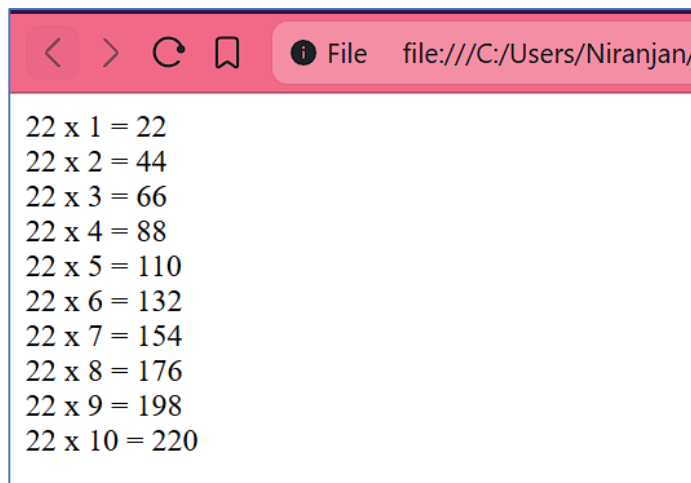 File file:///C:/Users/Niranjan/
22 x 1 = 22
22 x 2 = 44
22 x 3 = 66
22 x 4 = 88
22 x 5 = 110
22 x 6 = 132
22 x 7 = 154
22 x 8 = 176
22 x 9 = 198
22 x 10 = 220